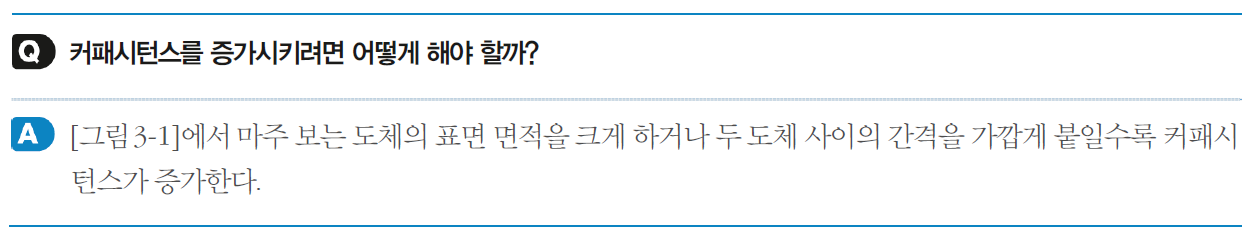 Q 커패시턴스를 증가시키려면 어떻게 해야 할까?
A [그림 3-1]에서 마주 보는 도체의 표면 면적을 크게 하거나 두 도체 사이의 간격을 가깝게 붙일수록 커패시
턴스가 증가한다.